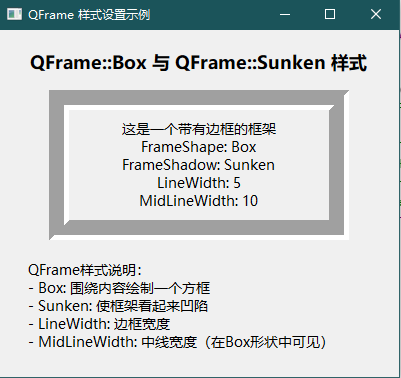 QFrame 样式设置示例
QFrame::Box 与 QFrame::Sunken 样式
这是一个带有边框的框架
FrameShape: Box
FrameShadow: Sunken
LineWidth: 5
MidLineWidth: 10
QFrame样式说明：
- Box: 围绕内容绘制一个方框
- Sunken: 使框架看起来凹陷
- LineWidth: 边框宽度
- MidLineWidth: 中线宽度（在Box形状中可见）